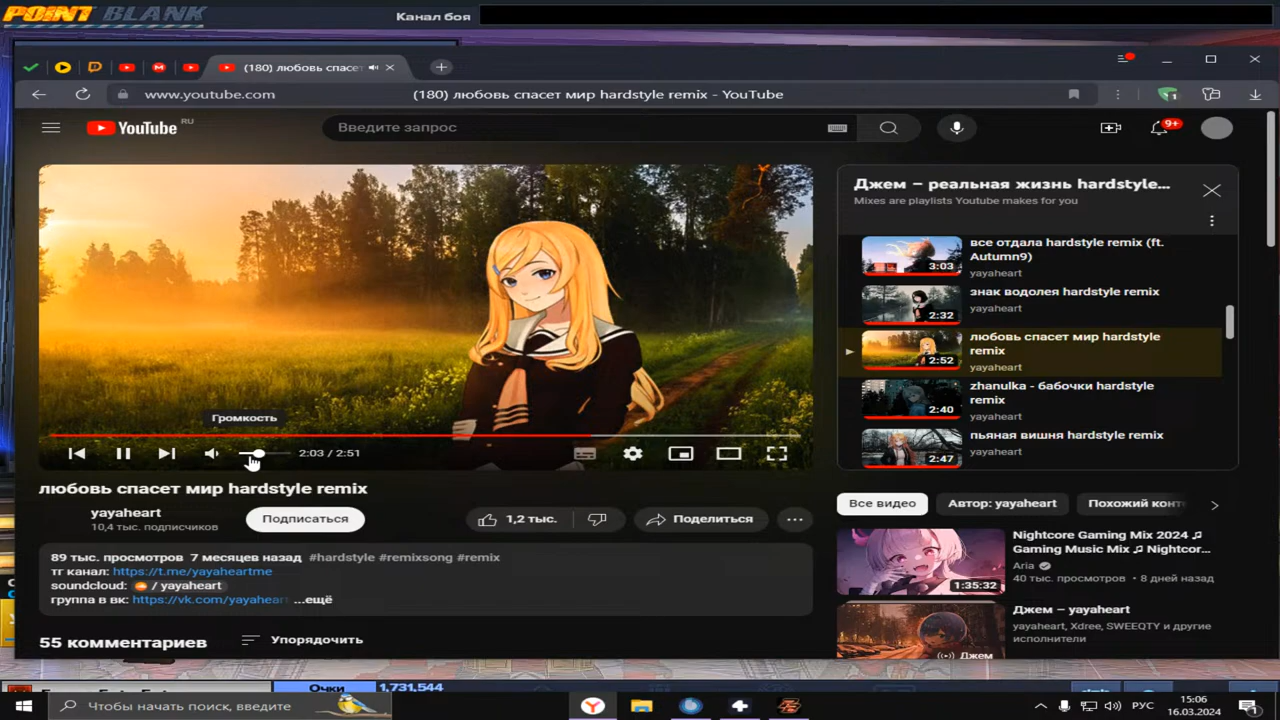 POINT BLANK
Канал боя
(180) любовь спасет
www.youtube.com
(180) любовь спасет мир hardstyle remix - YouTube
YouTube RU
Введите запрос
9+
Джем – реальная жизнь hardstyle...
Mixes are playlists Youtube makes for you
все отдала hardstyle remix (ft. Autumn9)
yayaheart
3:03
знак водолея hardstyle remix
yayaheart
2:32
любовь спасет мир hardstyle remix
yayaheart
2:52
zhanulka - бабочки hardstyle remix
yayaheart
2:40
пьяная вишня hardstyle remix
yayaheart
2:47
Громкость
2:03 / 2:51
любовь спасет мир hardstyle remix
yayaheart
10,4 тыс. подписчиков
Подписаться
1,2 тыс.
Поделиться
89 тыс. просмотров 7 месяцев назад #hardstyle #remixsong #remix
тг канал: https://t.me/yayaheartme
soundcloud: / yayaheart
группа в вк: https://vk.com/yayahear ...ещё
55 комментариев
Упорядочить
Все видео
Автор: yayaheart
Похожий конт
Nightcore Gaming Mix 2024 ♫
Gaming Music Mix ♫ Nightcor...
Aria
40 тыс. просмотров • 8 дней назад
1:35:32
Джем – yayaheart
yayaheart, Xdree, SWEEQTY и другие
исполнители
Джем
Очки
1,731,544
Чтобы начать поиск, введите
РУС
15:06
16.03.2024
1